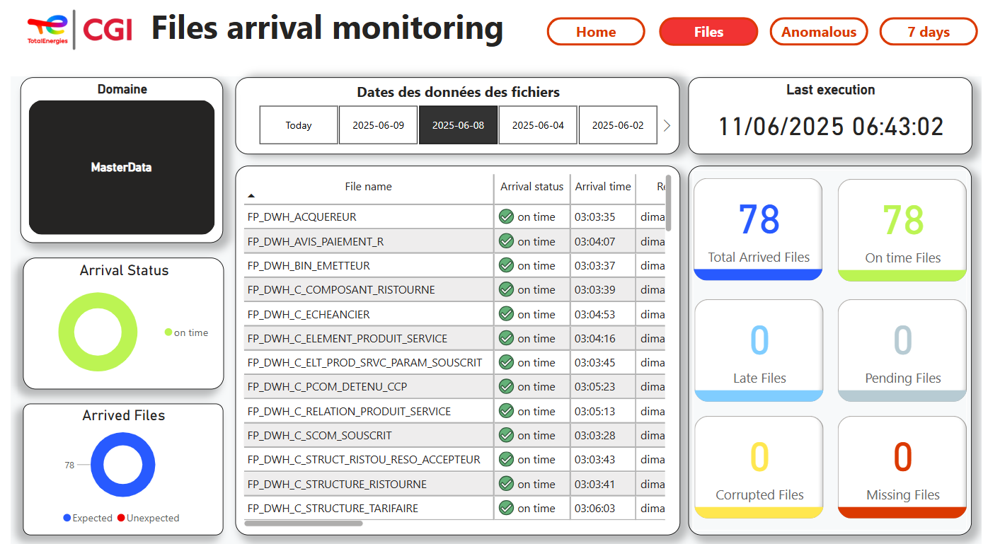 TotalEnergies
CGI
Files arrival monitoring
Home
Files
Anomalous
7 days
Domaine
MasterData
Dates des données des fichiers
Today
2025-06-09
2025-06-08
2025-06-04
2025-06-02
Last execution
11/06/2025 06:43:02
Arrival Status
on time
Arrived Files
78
Expected
Unexpected
File name Arrival status Arrival time
FP_DWH_ACQUEREUR on time 03:03:35 dima
FP_DWH_AVIS_PAIEMENT_R on time 03:04:07 dima
FP_DWH_BIN_EMETTEUR on time 03:03:37 dima
FP_DWH_C_COMPOSANT_RISTOURNE on time 03:03:39 dima
FP_DWH_C_ECHEANCIER on time 03:04:53 dima
FP_DWH_C_ELEMENT_PRODUIT_SERVICE on time 03:04:16 dima
FP_DWH_C_ELT_PROD_SRVC_PARAM_SOUSCRIT on time 03:03:45 dima
FP_DWH_C_PCOM_DETENU_CCP on time 03:05:23 dima
FP_DWH_C_RELATION_PRODUIT_SERVICE on time 03:05:13 dima
FP_DWH_C_SCOM_SOUSCRIT on time 03:03:28 dima
FP_DWH_C_STRUCT_RISTOU_RESO_ACCEPTEUR on time 03:03:43 dima
FP_DWH_C_STRUCTURE_RISTOURNE on time 03:03:41 dima
FP_DWH_C_STRUCTURE_TARIFAIRE on time 03:06:03 dima
78
Total Arrived Files
78
On time Files
0
Late Files
0
Pending Files
0
Corrupted Files
0
Missing Files